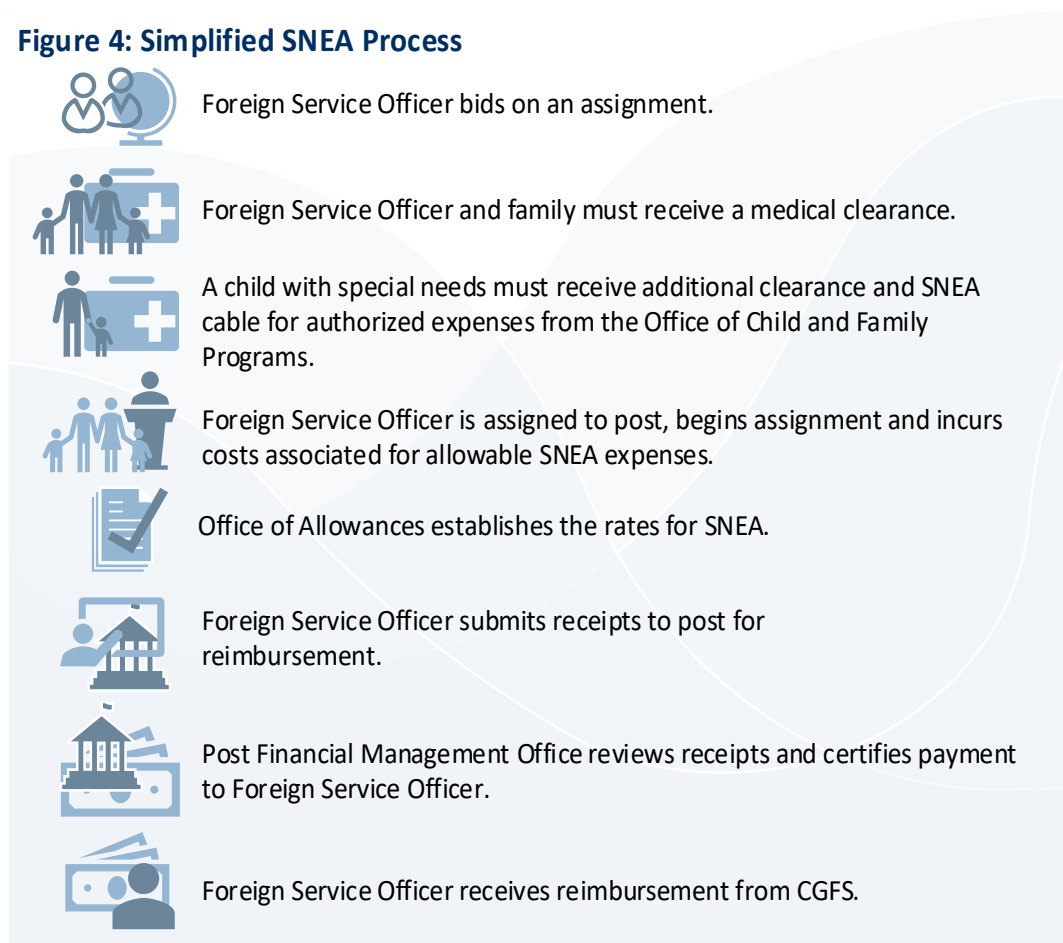 Figure 4: Simplified SNEA Process
Foreign Service Officer bids on an assignment.
Foreign Service Officer and family must receive a medical clearance.
A child with special needs must receive additional clearance and SNEA
cable for authorized expenses from the Office of Child and Family
Programs.
Foreign Service Officer is assigned to post, begins assignment and incurs
costs associated for allowable SNEA expenses.
Office of Allowances establishes the rates for SNEA.
Foreign Service Officer submits receipts to post for
reimbursement.
Post Financial Management Office reviews receipts and certifies payment
to Foreign Service Officer.
Foreign Service Officer receives reimbursement from CGFS.